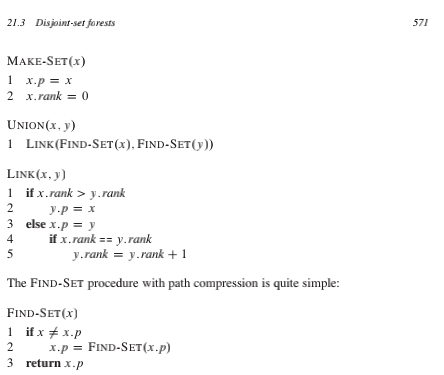 21.3 Disjoint-set forests 571
MAKE-SET(x)
1 x.p = x
2 x.rank = 0
UNION(x, y)
1 LINK(FIND-SET(x), FIND-SET(y))
LINK(x, y)
1 if x.rank > y.rank
2 y.p = x
3 else x.p = y
4 if x.rank == y.rank
5 y.rank = y.rank + 1
The FIND-SET procedure with path compression is quite simple:
FIND-SET(x)
1 if x ≠ x.p
2 x.p = FIND-SET(x.p)
3 return x.p